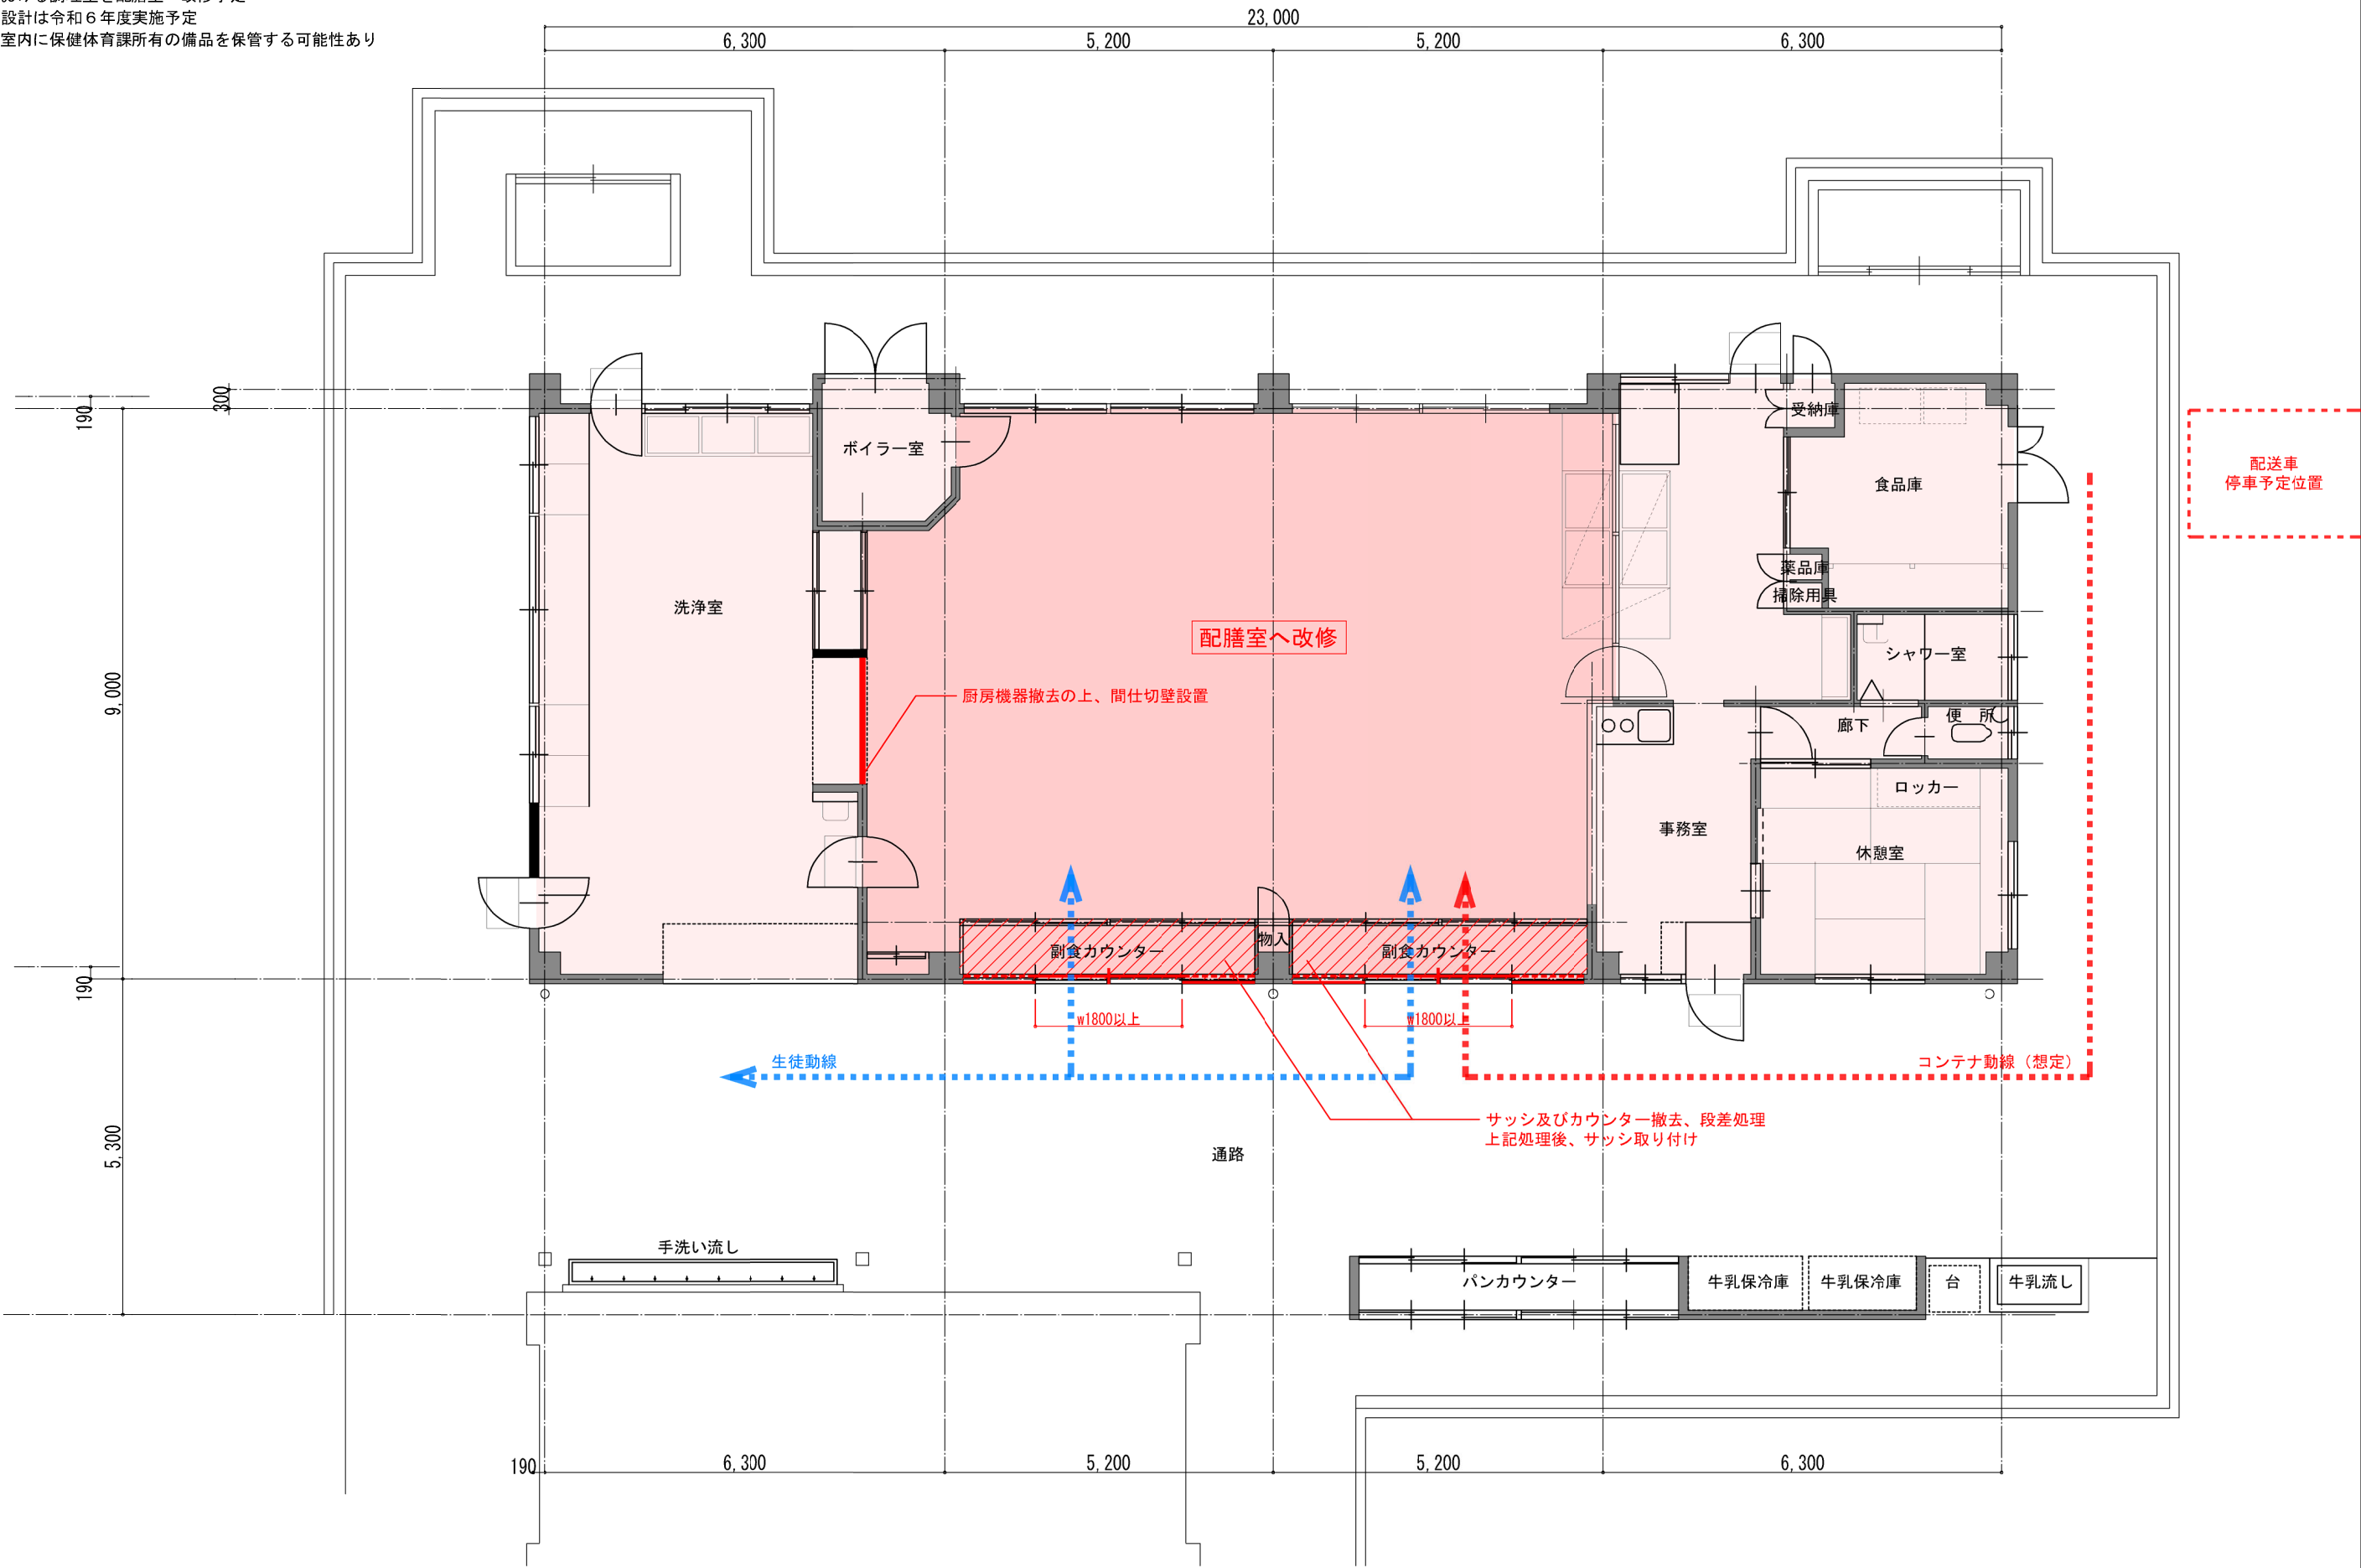 設計は令和６年度実施予定
室内に保健体育課所有の備品を保管する可能性あり
23,000
6,300
5,200
5,200
6,300
190
300
9,000
190
5,300
ボイラー室
受納庫
食品庫
配送車
停車予定位置
薬品庫
掃除用具
洗浄室
配膳室へ改修
シャワー室
厨房機器撤去の上、間仕切壁設置
廊下
便 所
ロッカー
事務室
休憩室
副食カウンター
物入
副食カウンター
w1800以上
w1800以上
生徒動線
コンテナ動線（想定）
サッシ及びカウンター撤去、段差処理
上記処理後、サッシ取り付け
通路
手洗い流し
パンカウンター
牛乳保冷庫
牛乳保冷庫
台
牛乳流し
190
6,300
5,200
5,200
6,300